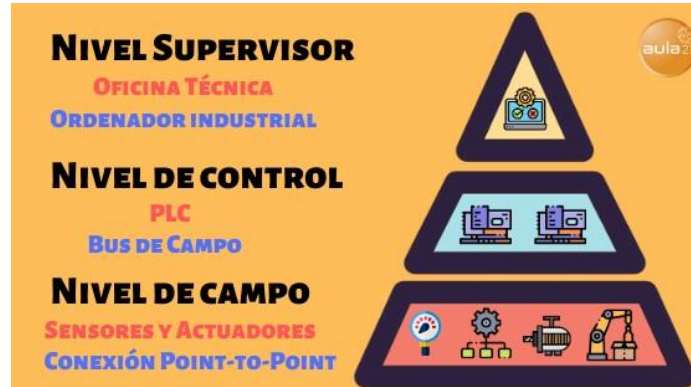 Nivel Supervisor
Oficina Técnica
Ordenador industrial
Nivel de control
PLC
Bus de Campo
Nivel de campo
Sensores y Actuadores
Conexión Point-to-Point
aula2